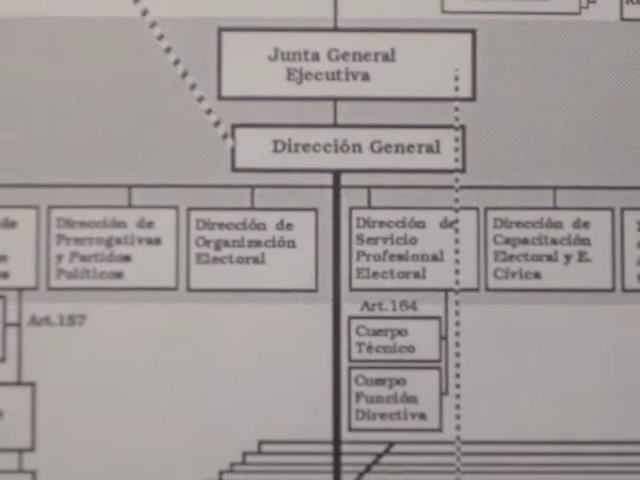 Junta General
Ejecutiva
Dirección General
de
Dirección de
Prerrogativas
y Partidos
Políticos
Dirección de
Organización
Electoral
Dirección de
Servicio
Profesional
Electoral
Dirección de
Capacitación
Electoral y E.
Cívica
Art.157
Art.164
Cuerpo
Técnico
Cuerpo
Función
Directiva